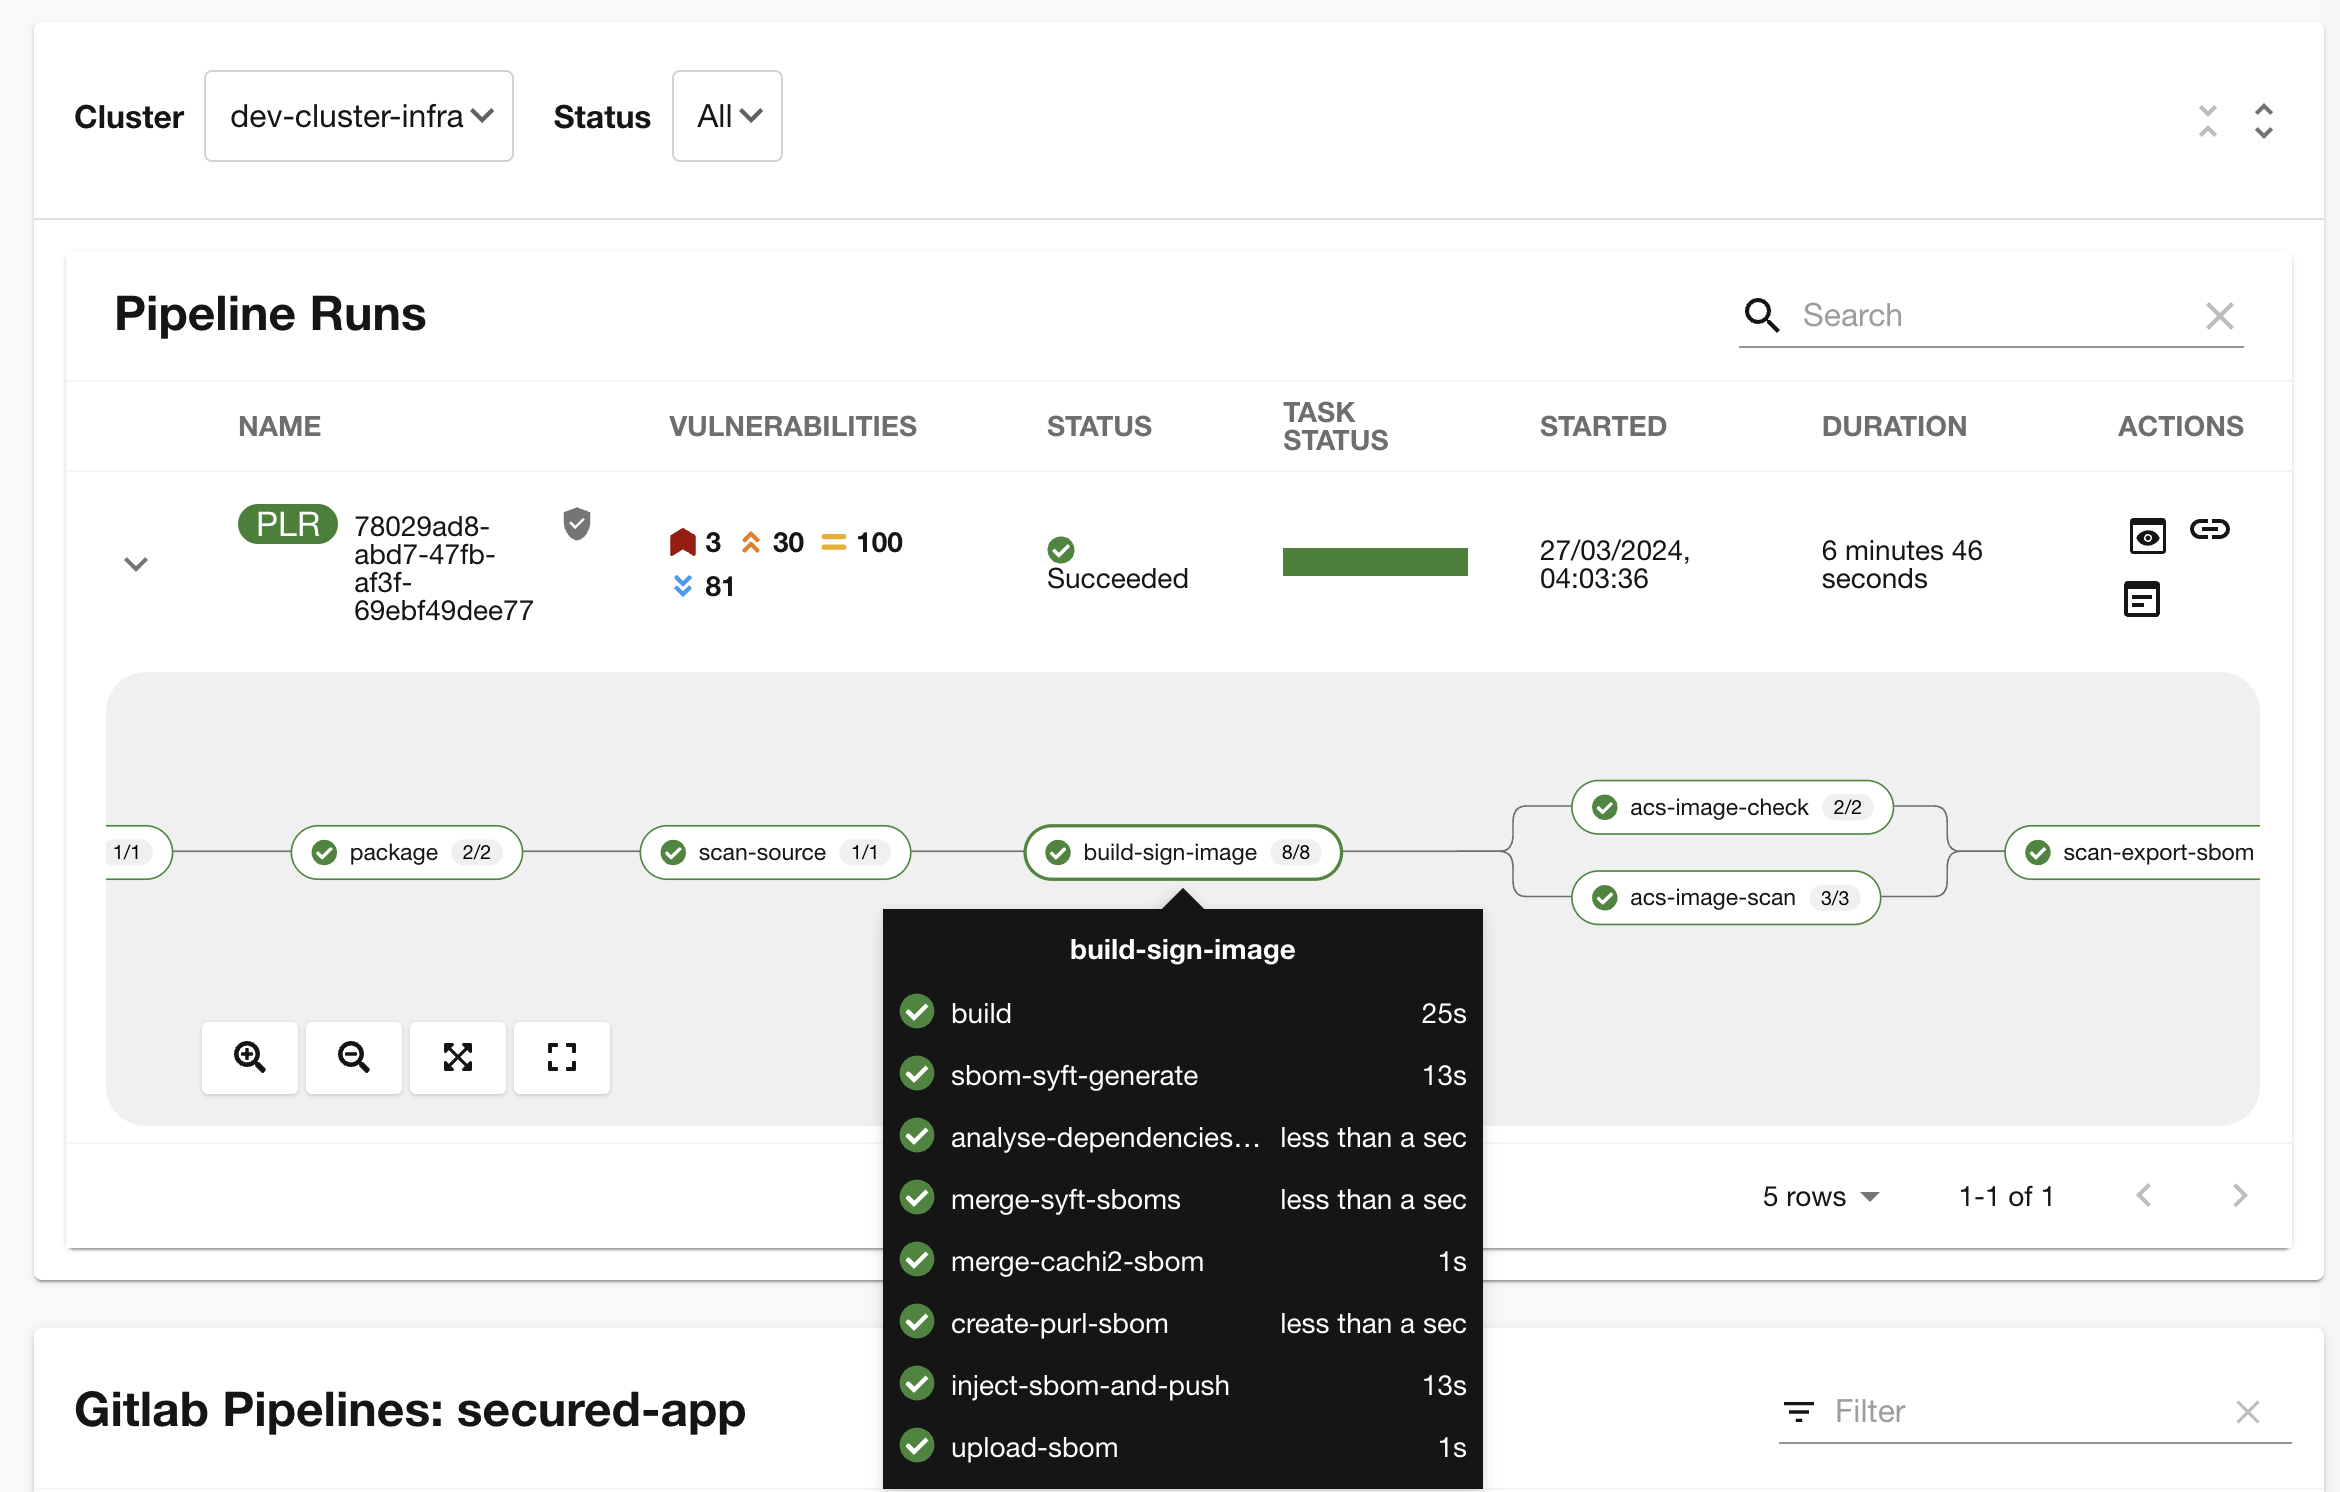 Cluster
dev-cluster-infra
Status
All
Pipeline Runs
Search
NAME
VULNERABILITIES
STATUS
TASK
STATUS
STARTED
DURATION
ACTIONS
PLR
78029ad8-
abd7-47fb-
af3f-
69ebf49dee77
3 30 100
81
Succeeded
27/03/2024,
04:03:36
6 minutes 46
seconds
1/1
package 2/2
scan-source 1/1
build-sign-image 8/8
acs-image-check 2/2
acs-image-scan 3/3
scan-export-sbom
build-sign-image
build 25s
sbom-syft-generate 13s
analyse-dependencies… less than a sec
merge-syft-sboms less than a sec
merge-cachi2-sbom 1s
create-purl-sbom less than a sec
inject-sbom-and-push 13s
upload-sbom 1s
5 rows
1-1 of 1
Gitlab Pipelines: secured-app
Filter